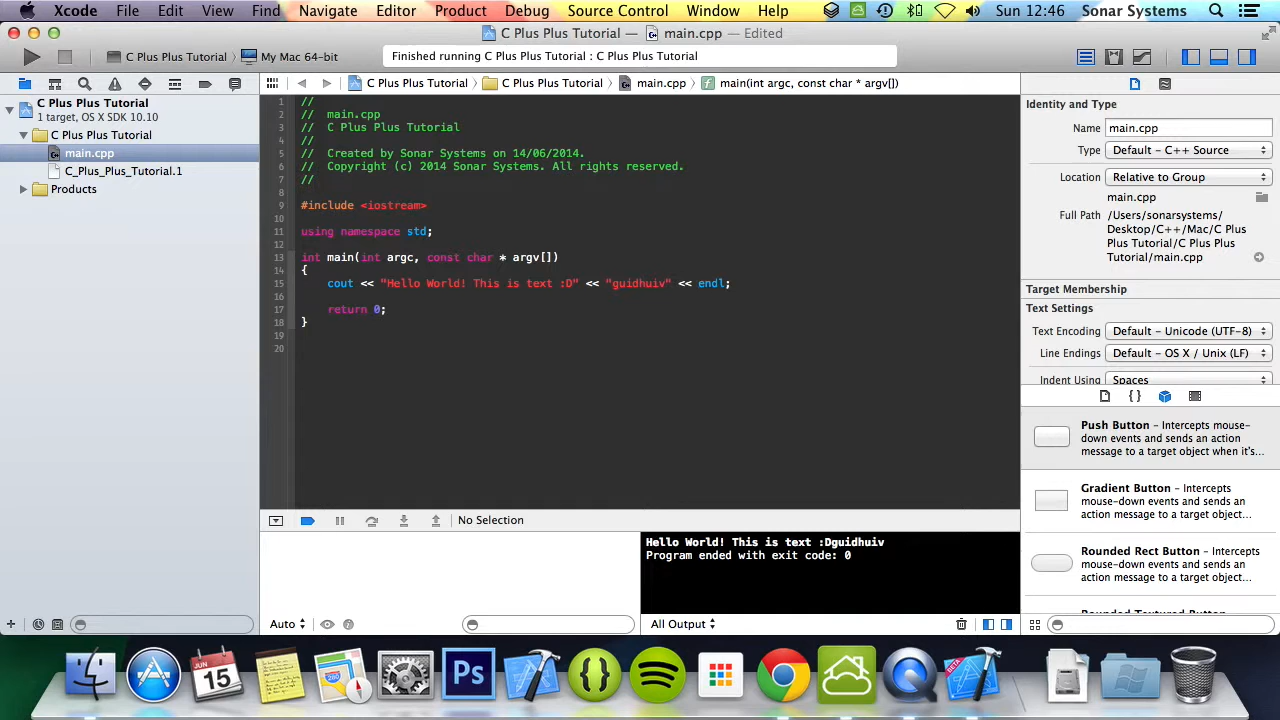 Xcode File Edit View Find Navigate Editor Product Debug Source Control Window Help Sun 12:46 Sonar Systems
C Plus Plus Tutorial — main.cpp — Edited
C Plus Plus Tutorial My Mac 64-bit
Finished running C Plus Plus Tutorial : C Plus Plus Tutorial
C Plus Plus Tutorial C Plus Plus Tutorial main.cpp main(int argc, const char * argv[])
C Plus Plus Tutorial
1 target, OS X SDK 10.10
C Plus Plus Tutorial
main.cpp
C_Plus_Plus_Tutorial.1
Products
1 //
2 // main.cpp
3 // C Plus Plus Tutorial
4 //
5 // Created by Sonar Systems on 14/06/2014.
6 // Copyright (c) 2014 Sonar Systems. All rights reserved.
7 //
8
9 #include <iostream>
10
11 using namespace std;
12
13 int main(int argc, const char * argv[])
14 {
15 cout << "Hello World! This is text :D" << "guidhuiv" << endl;
16
17 return 0;
18 }
19
20
Identity and Type
Name main.cpp
Type Default - C++ Source
Location Relative to Group
main.cpp
Full Path /Users/sonarsystems/
Desktop/C++/Mac/C Plus
Plus Tutorial/C Plus Plus
Tutorial/main.cpp
Target Membership
Text Settings
Text Encoding Default - Unicode (UTF-8)
Line Endings Default - OS X / Unix (LF)
Indent Using Spaces
Push Button - Intercepts mouse-
down events and sends an action
message to a target object when it's...
Gradient Button - Intercepts
mouse-down events and sends an
action message to a target object...
Rounded Rect Button - Intercepts
mouse-down events and sends an
action message to a target object...
Rounded Textured Button
No Selection
Hello World! This is text :Dguidhuiv
Program ended with exit code: 0
Auto
All Output
JUN
15
280
Ps
BETA